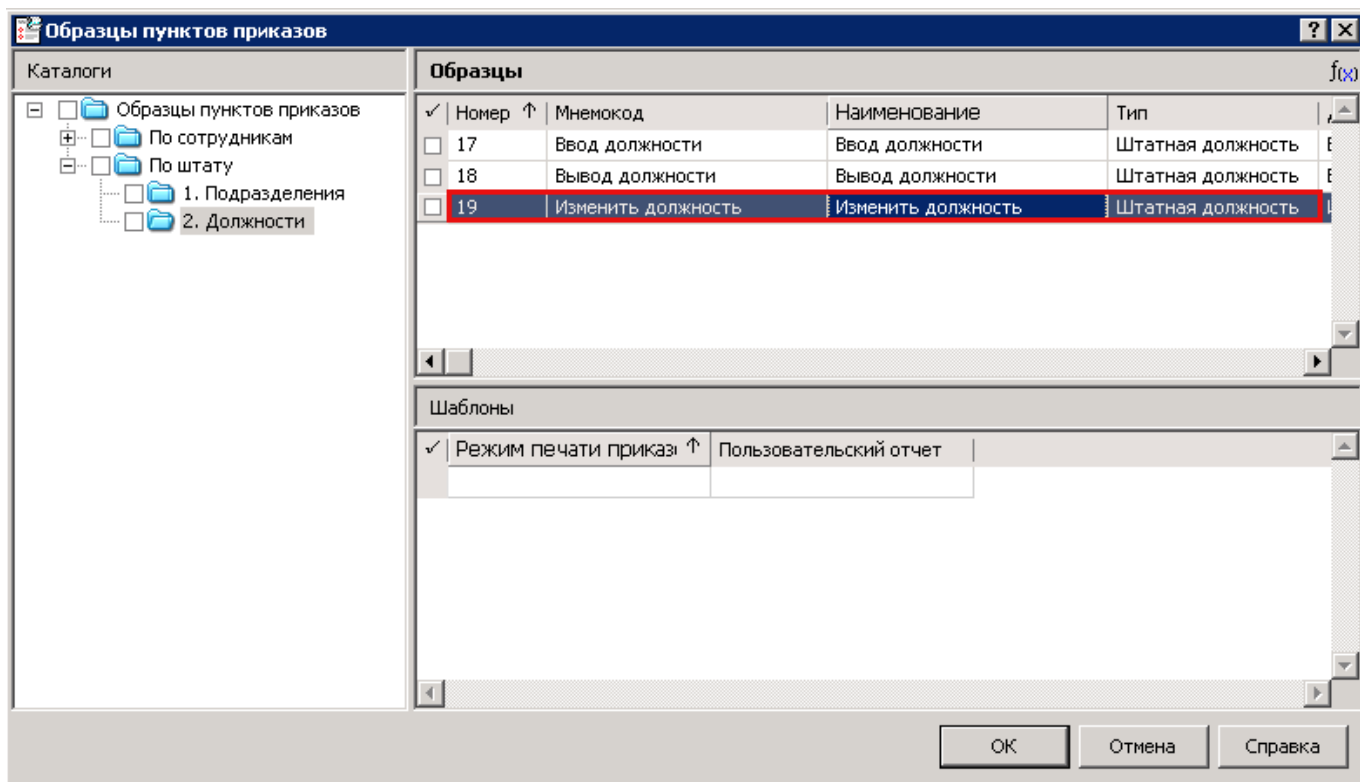 Образцы пунктов приказов
Каталоги
Образцы пунктов приказов
По сотрудникам
По штату
1. Подразделения
2. Должности
Образцы
f(x)
Номер Мнемокод Наименование Тип
17 Ввод должности Ввод должности Штатная должность
18 Вывод должности Вывод должности Штатная должность
19 Изменить должность Изменить должность Штатная должность
Шаблоны
Режим печати Пользовательский отчет
ОК Отмена Справка